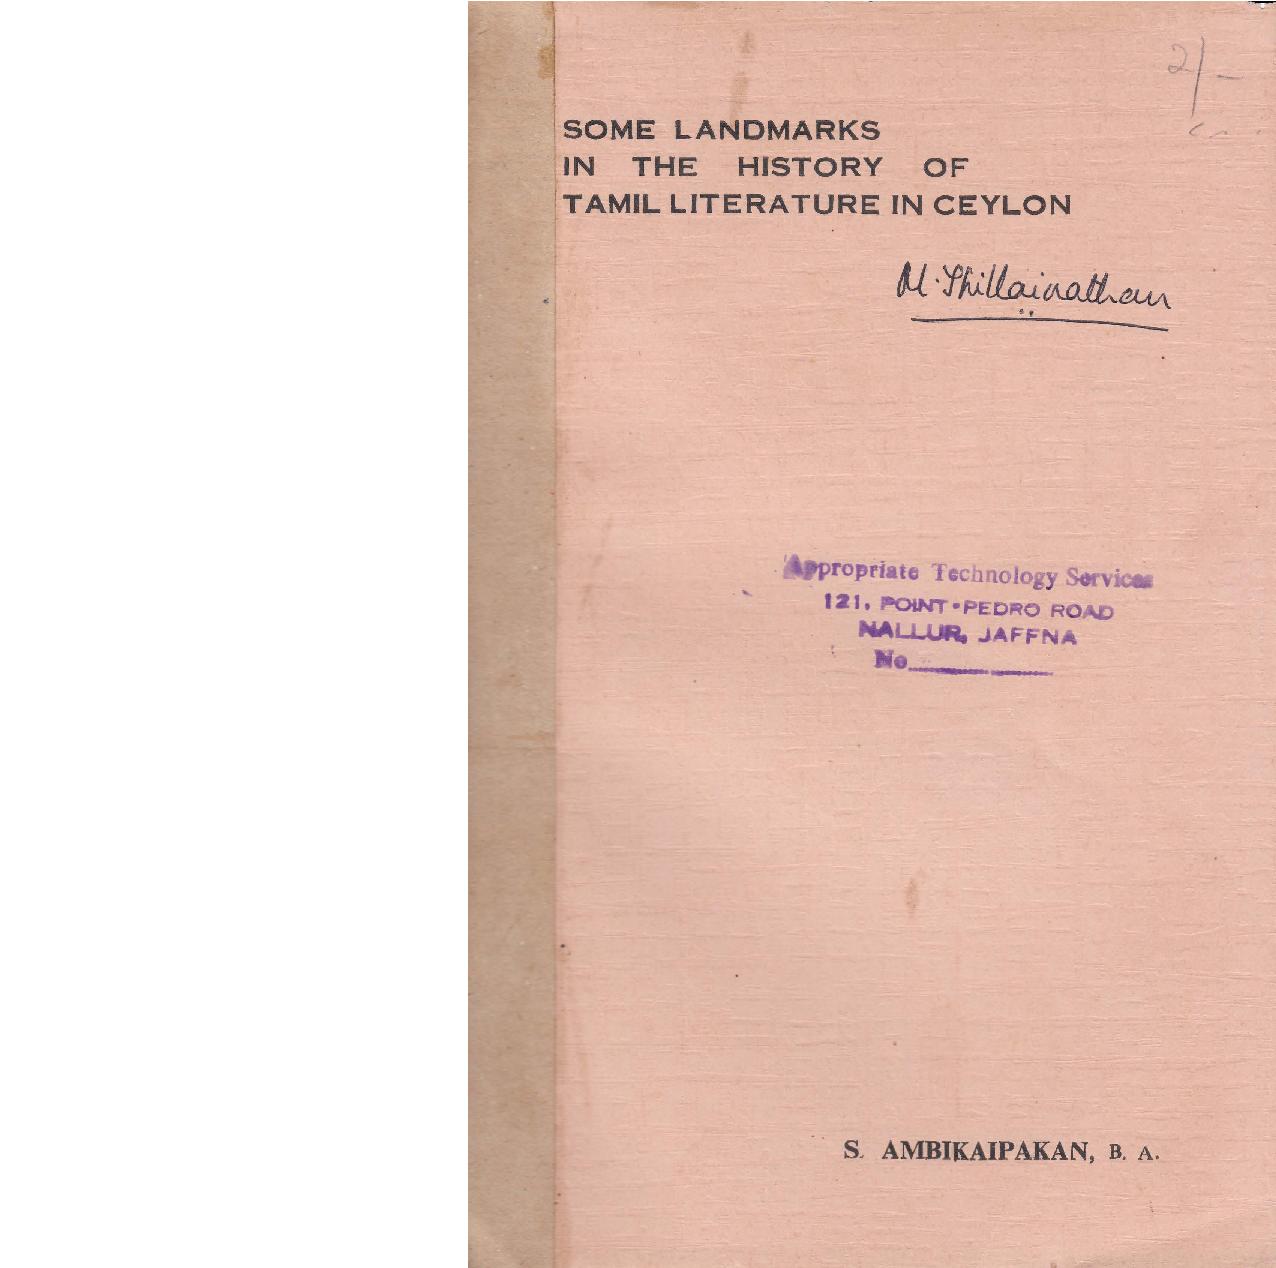 2/-
SOME LANDMARKS
IN THE HISTORY OF
TAMIL LITERATURE IN CEYLON
M. Thillainathan
Appropriate Technology Services
121, POINT-PEDRO ROAD
NALLUR, JAFFNA
No
S. AMBIKAIPAKAN, B. A.